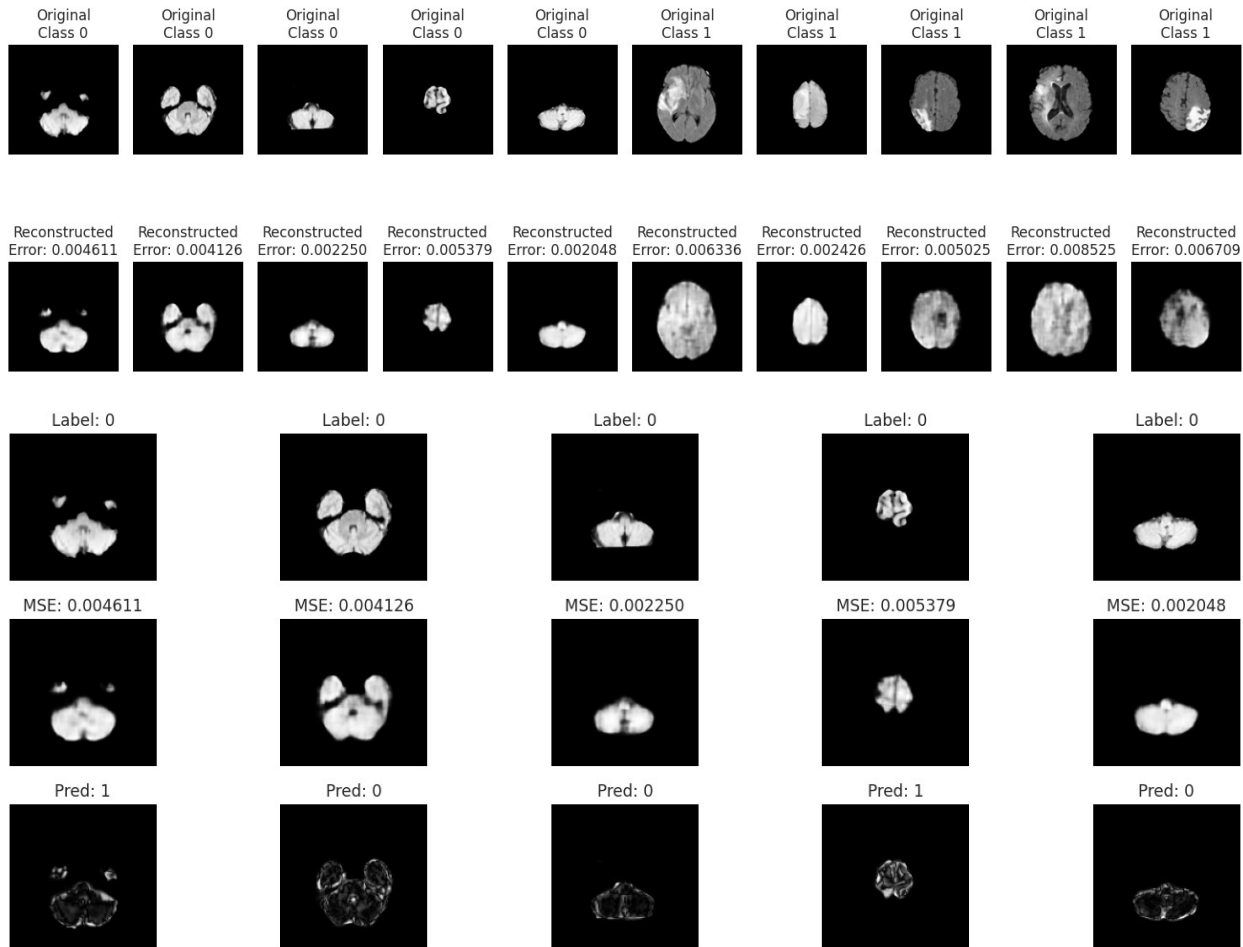 Original
Class 0
Original
Class 0
Original
Class 0
Original
Class 0
Original
Class 0
Original
Class 1
Original
Class 1
Original
Class 1
Original
Class 1
Original
Class 1
Reconstructed
Error: 0.004611
Reconstructed
Error: 0.004126
Reconstructed
Error: 0.002250
Reconstructed
Error: 0.005379
Reconstructed
Error: 0.002048
Reconstructed
Error: 0.006336
Reconstructed
Error: 0.002426
Reconstructed
Error: 0.005025
Reconstructed
Error: 0.008525
Reconstructed
Error: 0.006709
Label: 0
Label: 0
Label: 0
Label: 0
Label: 0
MSE: 0.004611
MSE: 0.004126
MSE: 0.002250
MSE: 0.005379
MSE: 0.002048
Pred: 1
Pred: 0
Pred: 0
Pred: 1
Pred: 0